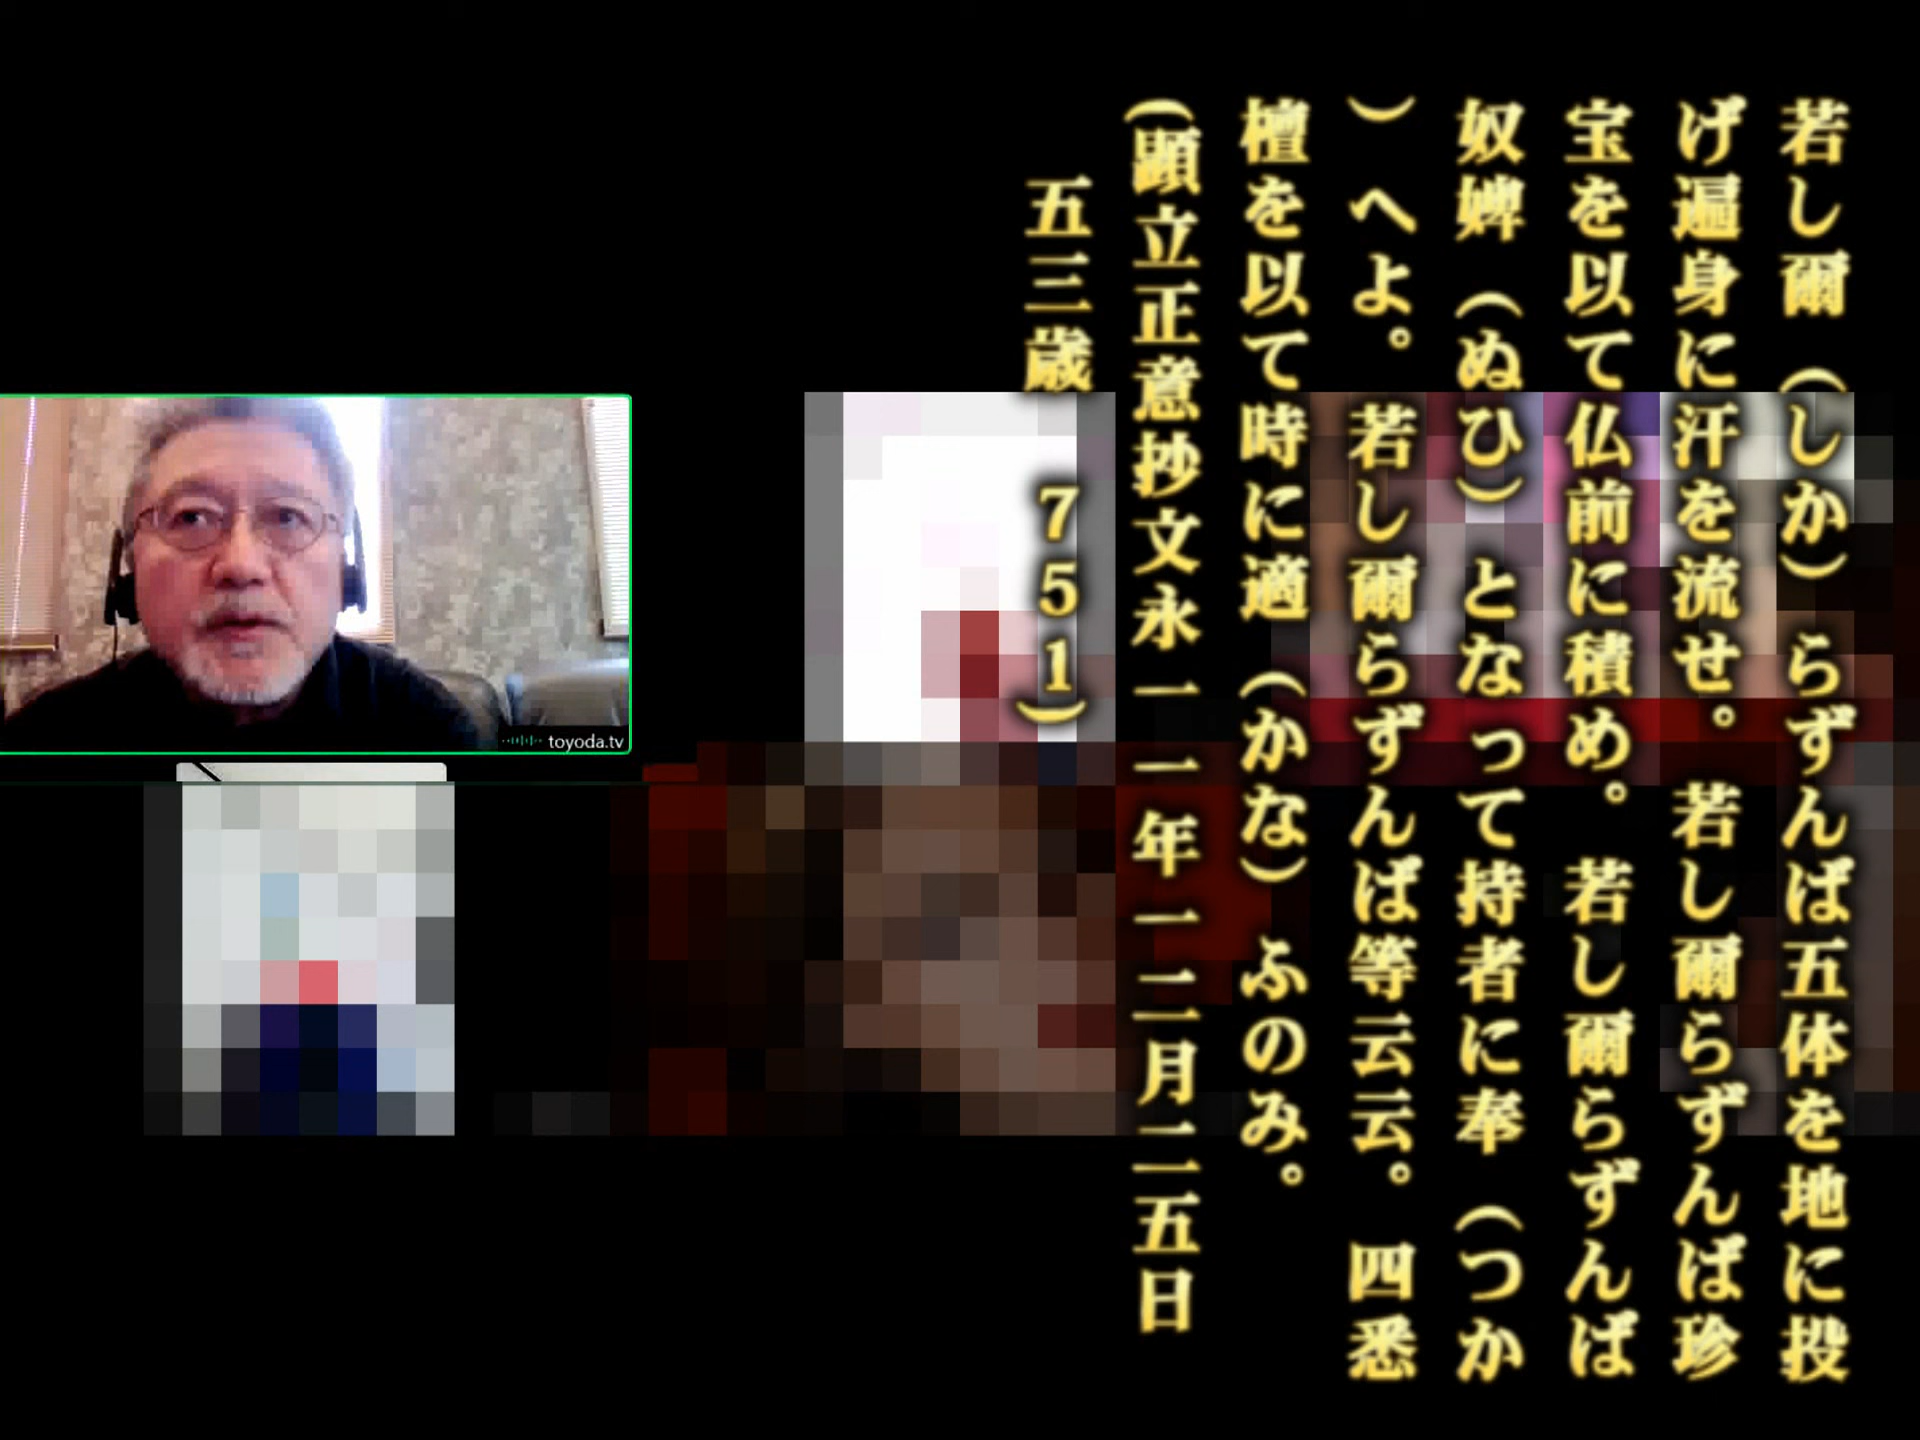 若し爾（しか）らずんば五体を地に投
げ遍身に汗を流せ。若し爾らずんば珍
宝を以て仏前に積め。若し爾らずんば
奴婢（ぬひ）となって持者に奉（つか
）へよ。若し爾らずんば等云云。四悉
檀を以て時に適（かな）ふのみ。
(顕立正意抄文永一一年一二月一五日
五三歳　751)
toyoda.tv